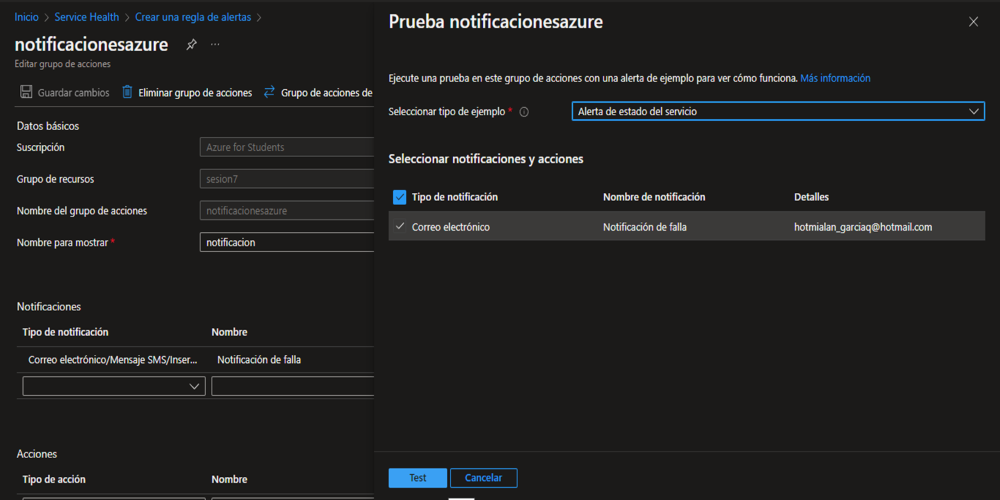 Inicio > Service Health > Crear una regla de alertas >
notificacionesazure
Editar grupo de acciones
Guardar cambios Eliminar grupo de acciones Grupo de acciones de
Datos básicos
Suscripción Azure for Students
Grupo de recursos sesion7
Nombre del grupo de acciones notificacionesazure
Nombre para mostrar * notificacion
Notificaciones
Tipo de notificación Nombre
Correo electrónico/Mensaje SMS/Inser... Notificación de falla
Acciones
Tipo de acción Nombre
Prueba notificacionesazure
Ejecute una prueba en este grupo de acciones con una alerta de ejemplo para ver cómo funciona. Más información
Seleccionar tipo de ejemplo * Alerta de estado del servicio
Seleccionar notificaciones y acciones
Tipo de notificación Nombre de notificación Detalles
Correo electrónico Notificación de falla hotmialan_garciaq@hotmail.com
Test Cancelar